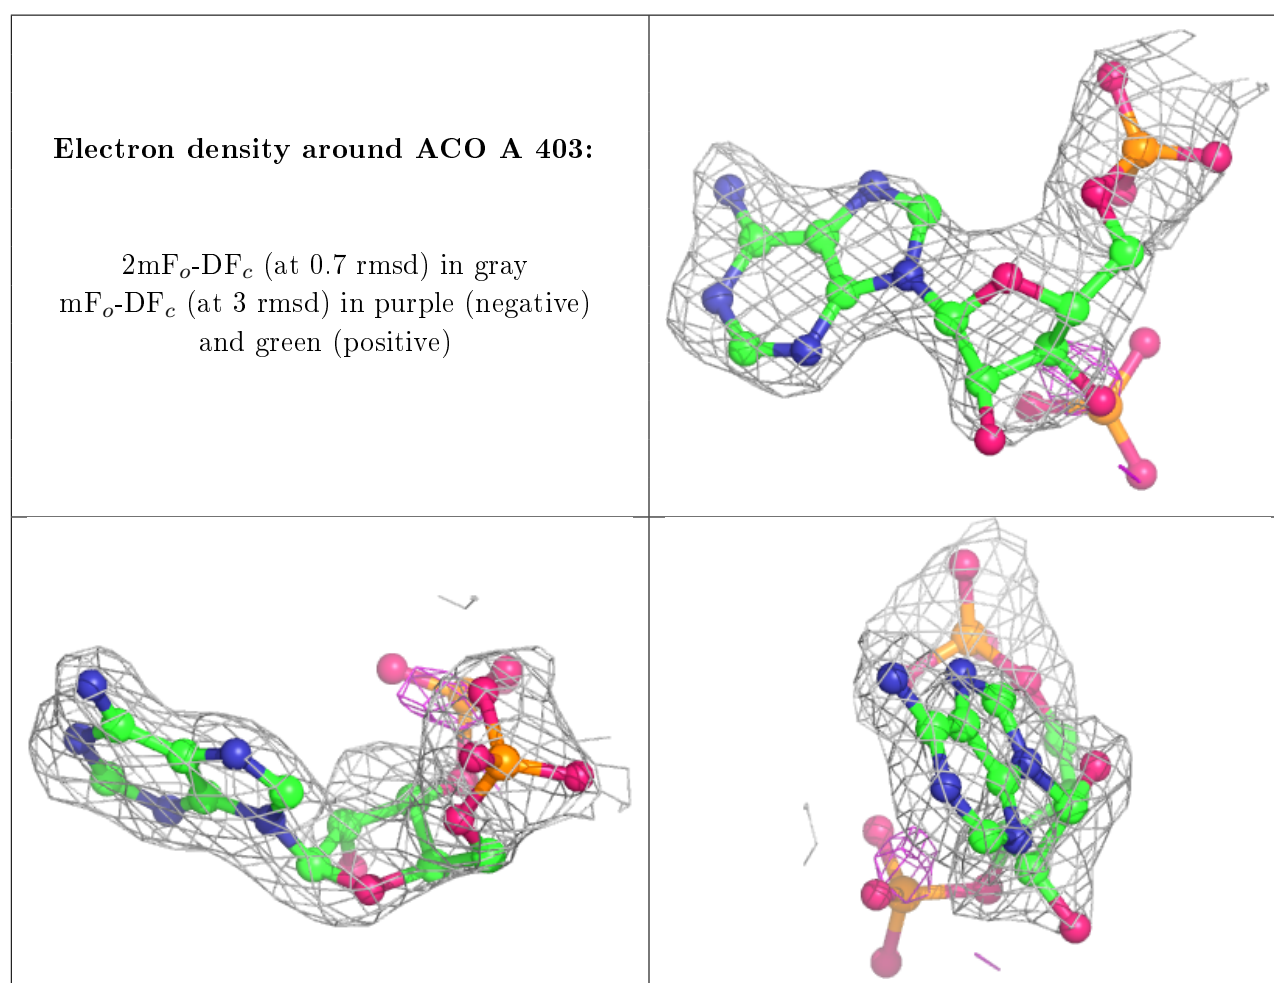 Electron density around ACO A 403:
2mFo-DFc (at 0.7 rmsd) in gray
mFo-DFc (at 3 rmsd) in purple (negative)
and green (positive)